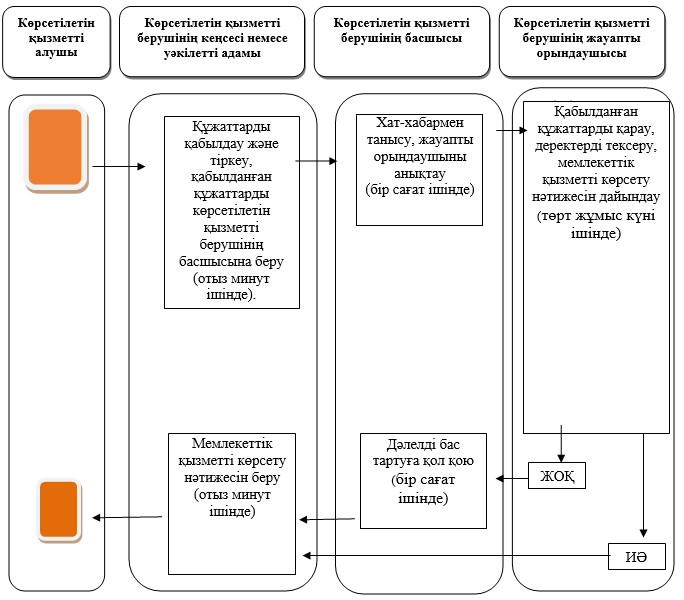 Көрсетілетін
қызметті
алушы
Көрсетілетін қызметті
берушінің кеңсесі немесе
уәкілетті адамы
Көрсетілетін қызметті
берушінің басшысы
Көрсетілетін қызметті
берушінің жауапты
орындаушысы
Құжаттарды
қабылдау және
тіркеу,
қабылданған
құжаттарды
көрсетілетін
қызметті
берушінің
басшысына беру
(отыз минут
ішінде).
Хат-хабармен
танысу, жауапты
орындаушыны
анықтау
(бір сағат ішінде)
Қабылданған
құжаттарды қарау,
деректерді тексеру,
мемлекеттік
қызметті көрсету
нәтижесін дайындау
(төрт жұмыс күні
ішінде)
Мемлекеттік
қызметті көрсету
нәтижесін беру
(отыз минут
ішінде)
Дәлелді бас
тартуға қол қою
(бір сағат
ішінде)
ЖОҚ
ИӘ